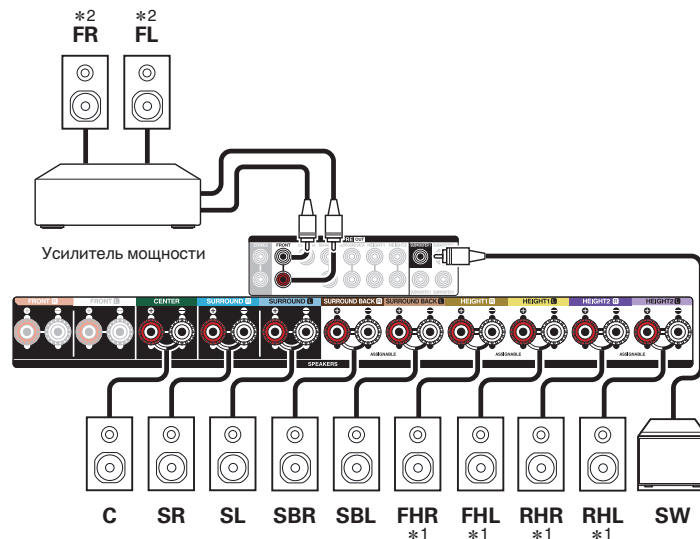 *2 *2
FR FL
Усилитель мощности
PRE OUT
FRONT
FRONT R FRONT L CENTER SURROUND R SURROUND L SURROUND BACK R SURROUND BACK L HEIGHT1 R HEIGHT1 L HEIGHT2 R HEIGHT2 L
ASSIGNABLE ASSIGNABLE ASSIGNABLE
SPEAKERS
C SR SL SBR SBL FHR FHL RHR RHL SW
*1 *1 *1 *1